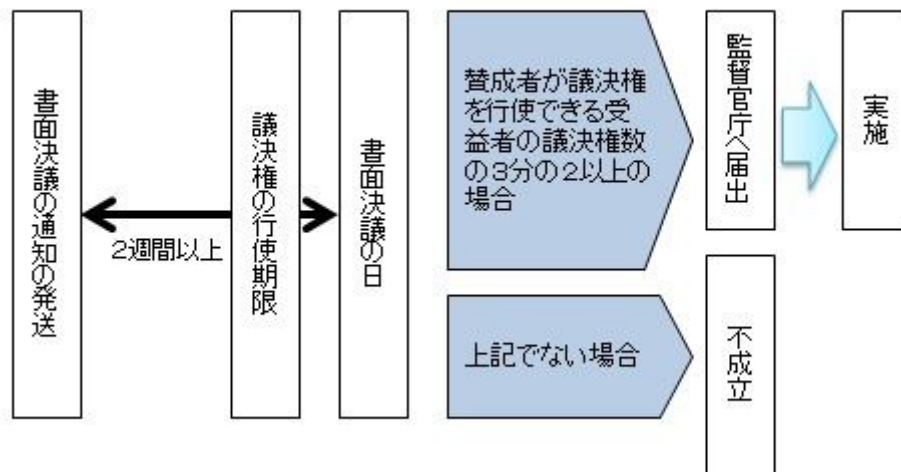 書面決議の通知の発送
2週間以上
議決権の行使期限
書面決議の日
賛成者が議決権
を行使できる受
益者の議決権数
の3分の2以上の
場合
監督官庁へ届出
実施
上記でない場合
不成立